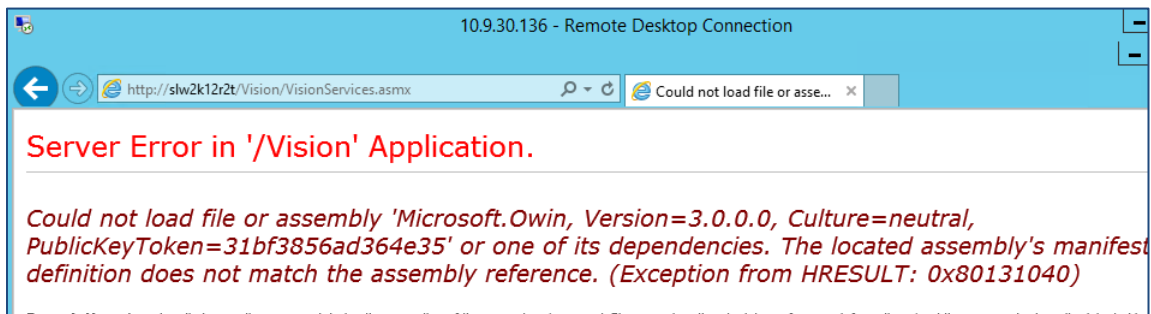 10.9.30.136 - Remote Desktop Connection
http://slw2k12r2t/Vision/VisionServices.asmx
Could not load file or asse...
Server Error in '/Vision' Application.
Could not load file or assembly 'Microsoft.Owin, Version=3.0.0.0, Culture=neutral,
PublicKeyToken=31bf3856ad364e35' or one of its dependencies. The located assembly's manifest
definition does not match the assembly reference. (Exception from HRESULT: 0x80131040)